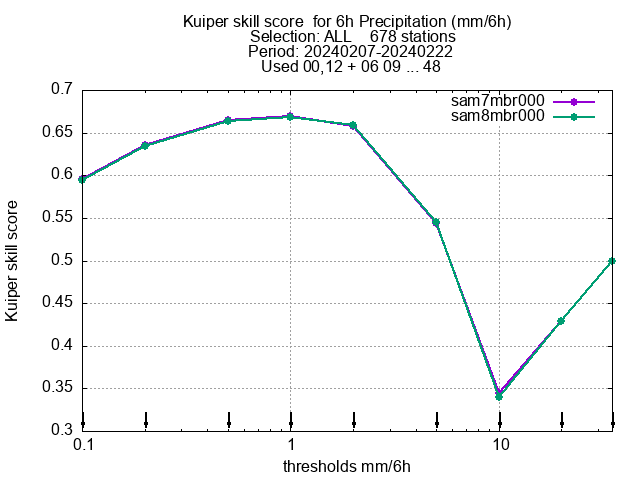 Kuiper skill score  for 6h Precipitation (mm/6h)
Selection: ALL    678 stations
Period: 20240207-20240222
Used 00,12 + 06 09 ... 48
sam7mbr000
sam8mbr000
0.7
0.65
0.6
0.55
0.5
0.45
0.4
0.35
0.3
Kuiper skill score
0.1 1 10
thresholds mm/6h